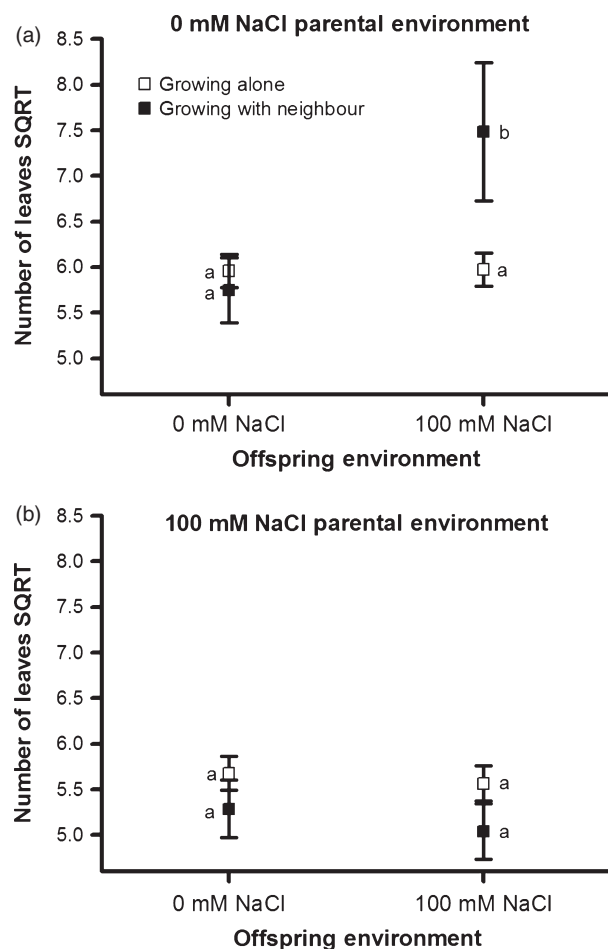 (a)
0 mM NaCl parental environment
8.5
8.0
7.5
7.0
6.5
6.0
5.5
5.0
Number of leaves SQRT
Growing alone
Growing with neighbour
a
a
b
a
0 mM NaCl
100 mM NaCl
Offspring environment
(b)
100 mM NaCl parental environment
8.5
8.0
7.5
7.0
6.5
6.0
5.5
5.0
Number of leaves SQRT
a
a
a
a
0 mM NaCl
100 mM NaCl
Offspring environment